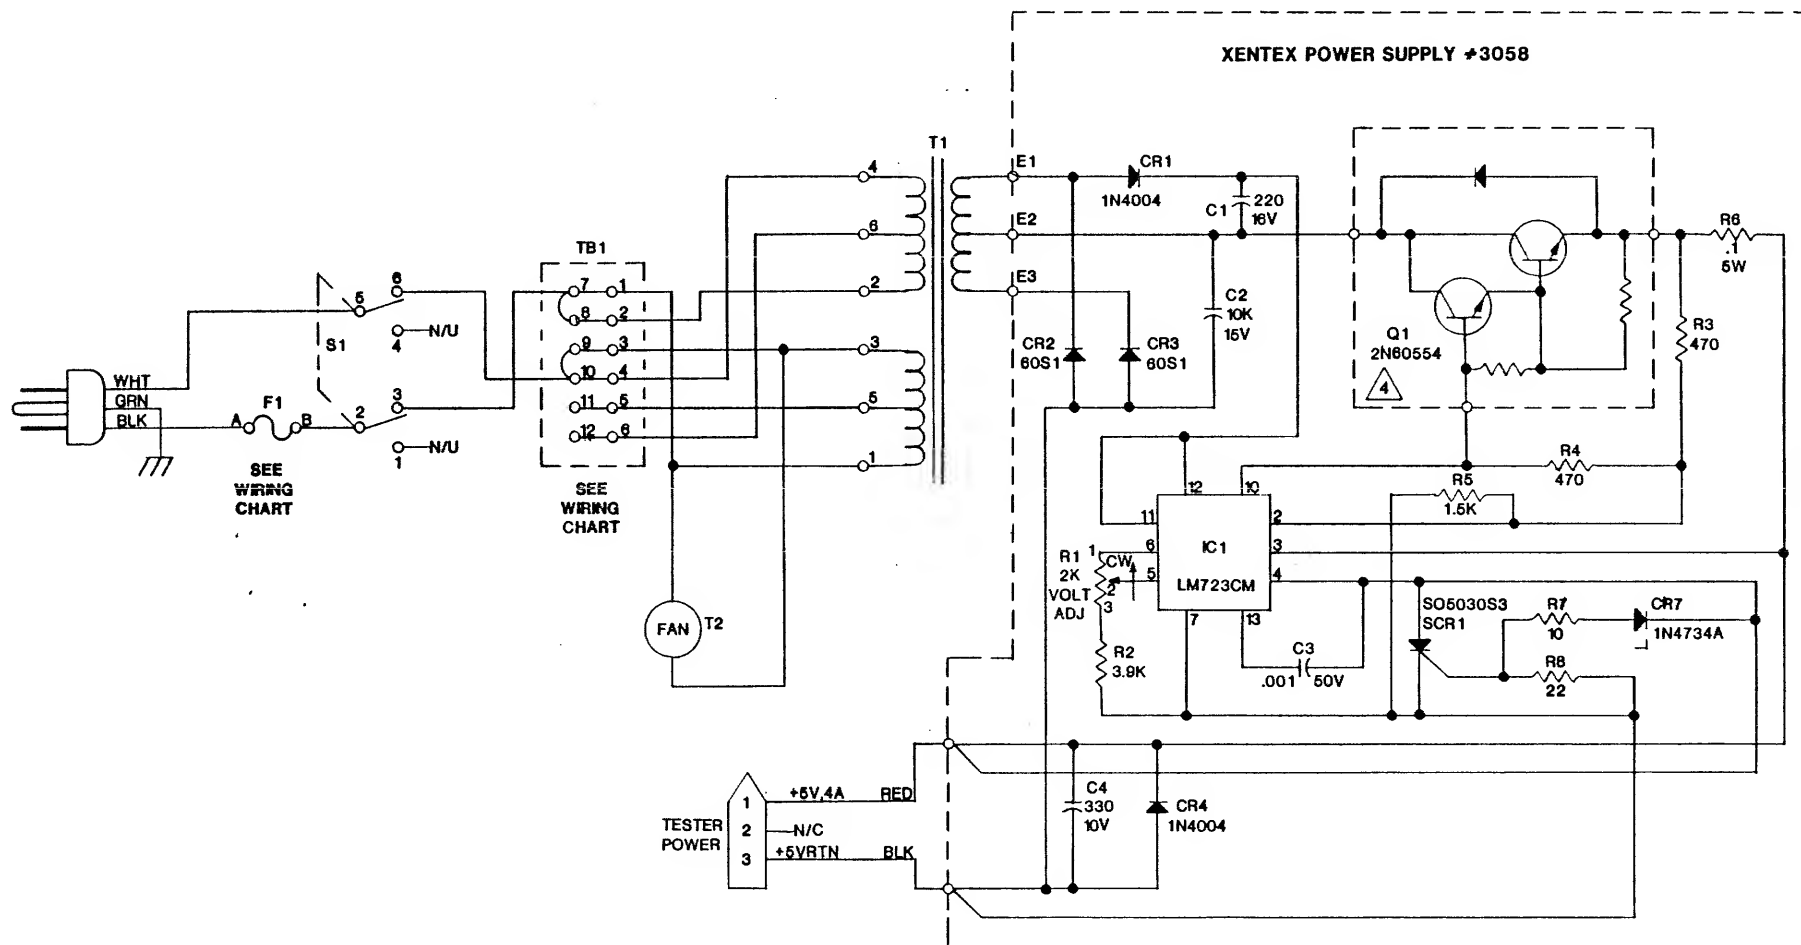 XENTEX POWER SUPPLY #3058
WHT
GRN
BLK
A
F1
B
SEE
WIRING
CHART
S1
5
6
4
N/U
2
3
1
N/U
TB1
7
1
8
2
9
3
10
4
11
5
12
6
SEE
WIRING
CHART
FAN
T2
T1
4
6
2
3
5
1
E1
E2
E3
CR1
1N4004
C1
220
16V
C2
10K
15V
CR2
60S1
CR3
60S1
Q1
2N60554
4
R6
.1
5W
R3
470
R4
470
R5
1.5K
12
10
11
2
6
3
5
4
7
13
IC1
LM723CM
R1
2K
VOLT
ADJ
1
CW
2
3
R2
3.9K
C3
.001
50V
SO5030S3
SCR1
R7
10
CR7
1N4734A
R8
22
C4
330
10V
CR4
1N4004
TESTER
POWER
1
+5V,4A
RED
2
N/C
3
+5VRTN
BLK